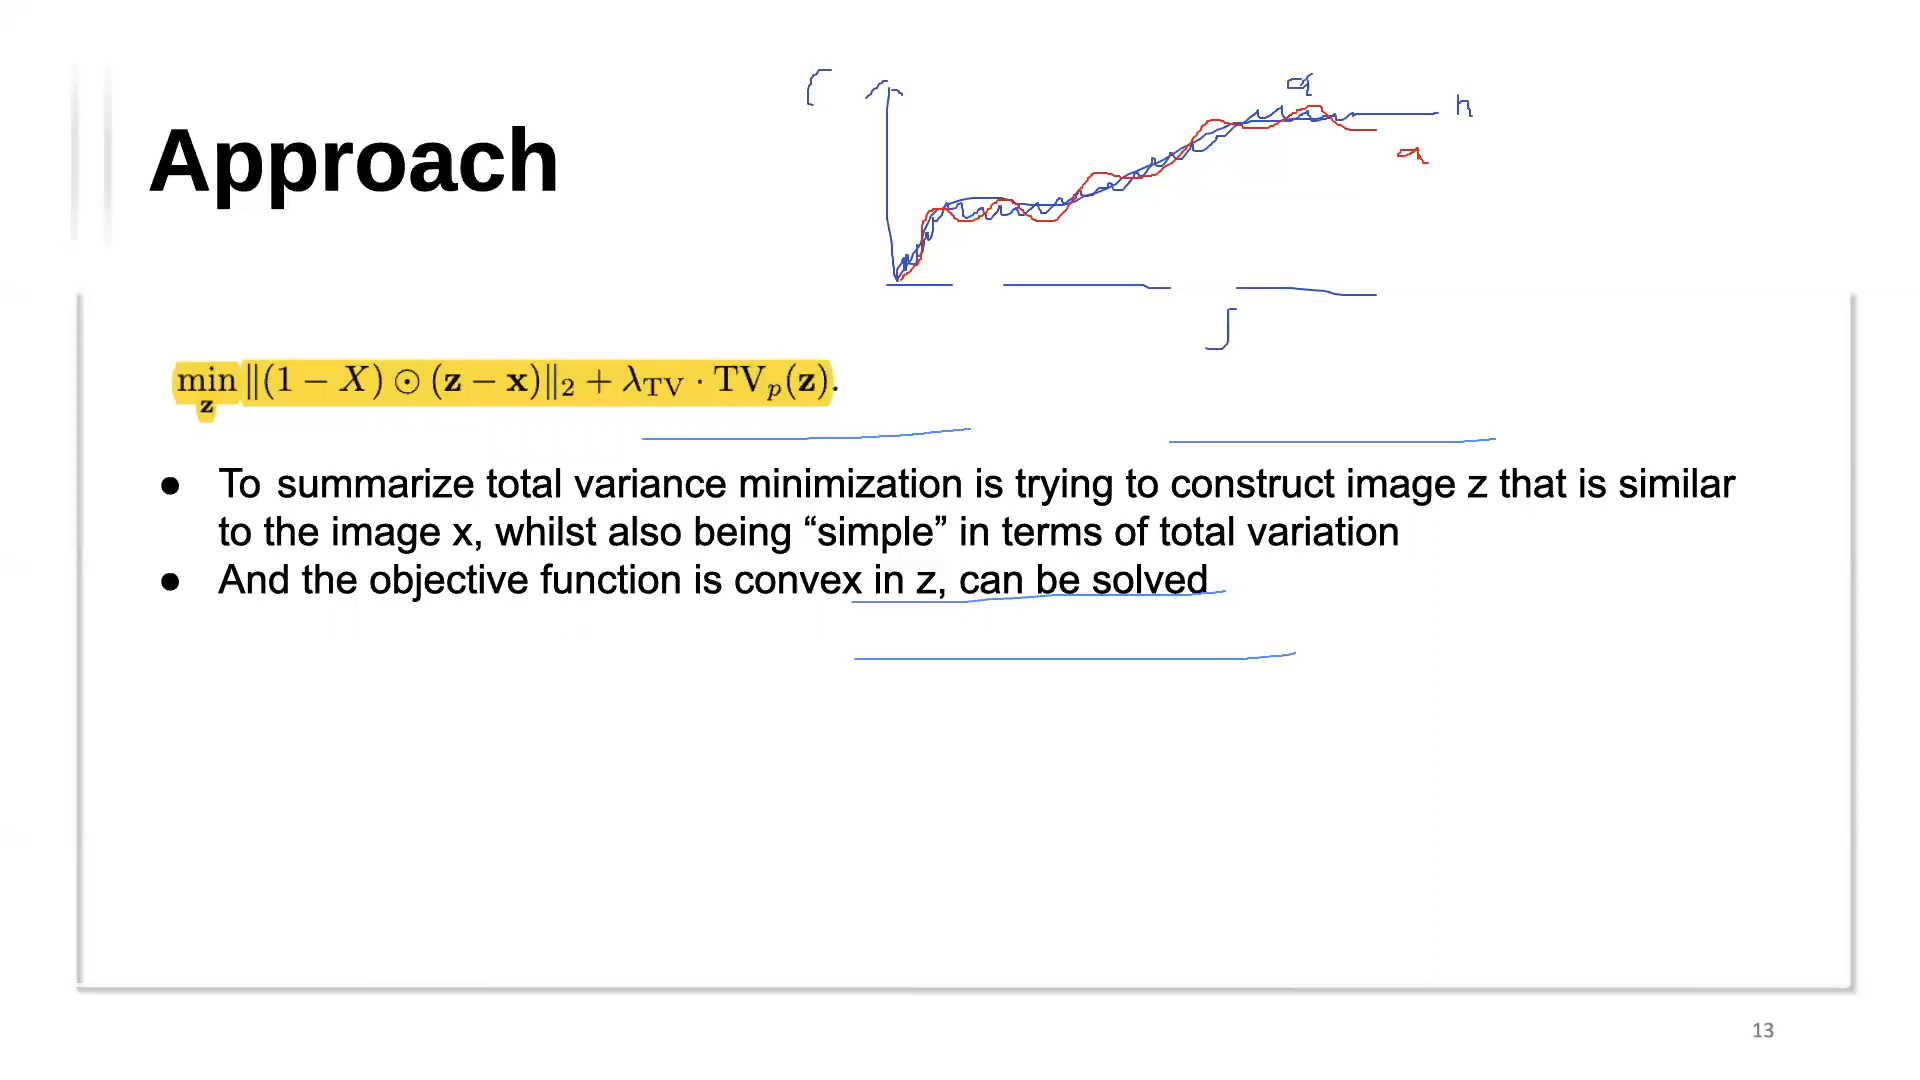 Approach
h
min_z ‖(1 − X) ⊙ (z − x)‖₂ + λ_TV · TV_p(z).
● To summarize total variance minimization is trying to construct image z that is similar
to the image x, whilst also being “simple” in terms of total variation
● And the objective function is convex in z, can be solved
13